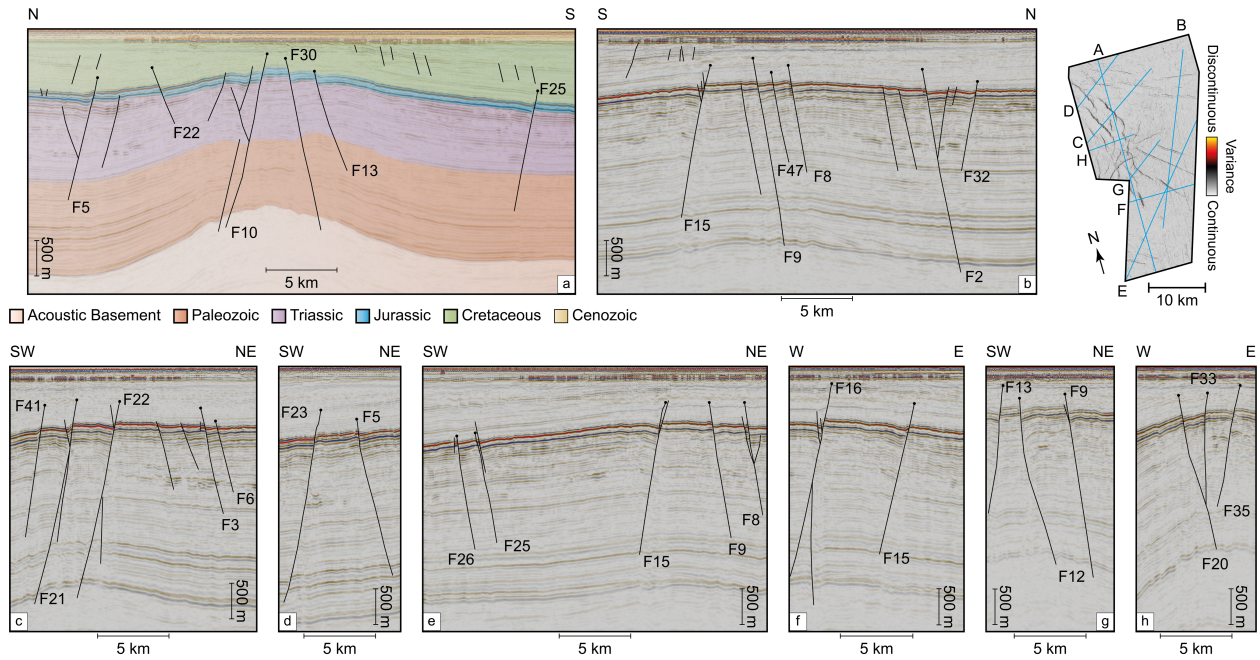 N S
F30
F25
F22
F13
F5
F10
500 m
5 km
a
S N
F47
F8
F32
F15
F9
F2
500 m
5 km
b
B
A
D
C
H
G
F
E
N
10 km
Discontinuous
Variance
Continuous
Acoustic Basement Paleozoic Triassic Jurassic Cretaceous Cenozoic
SW NE
F41
F22
F6
F3
F21
500 m
c
5 km
SW NE
F23
F5
500 m
d
5 km
SW NE
F8
F26
F25
F15
F9
500 m
e
5 km
W E
F16
F15
500 m
f
5 km
SW NE
F13
F9
F12
500 m
g
5 km
W E
F33
F35
F20
500 m
h
5 km